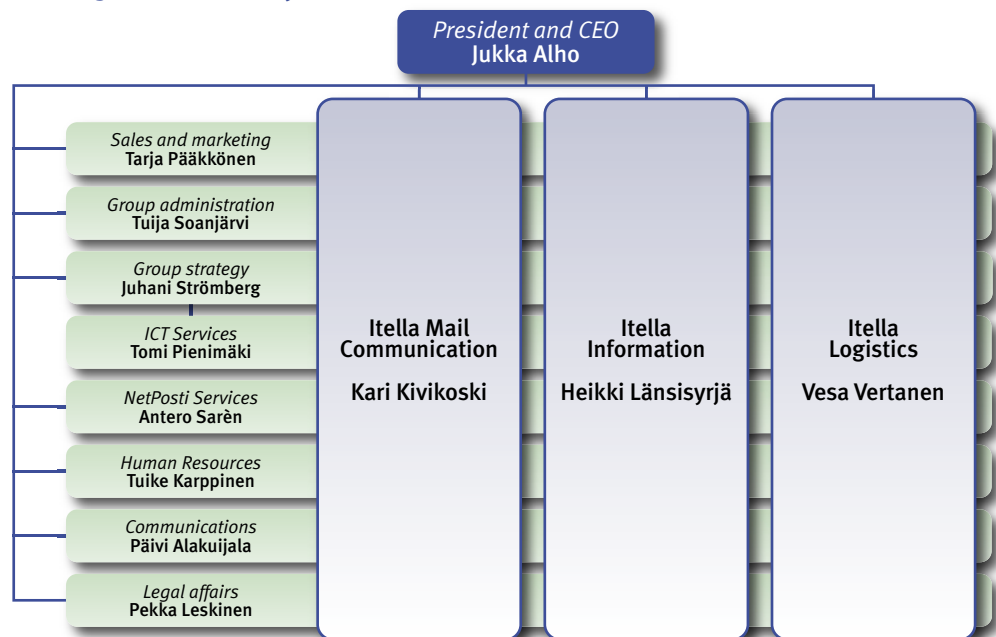 President and CEO
Jukka Alho
Sales and marketing
Tarja Pääkkönen
Group administration
Tuija Soanjärvi
Group strategy
Juhani Strömberg
ICT Services
Tomi Pienimäki
NetPosti Services
Antero Sarèn
Human Resources
Tuike Karppinen
Communications
Päivi Alakuijala
Legal affairs
Pekka Leskinen
Itella Mail
Communication
Kari Kivikoski
Itella
Information
Heikki Länsisyrjä
Itella
Logistics
Vesa Vertanen